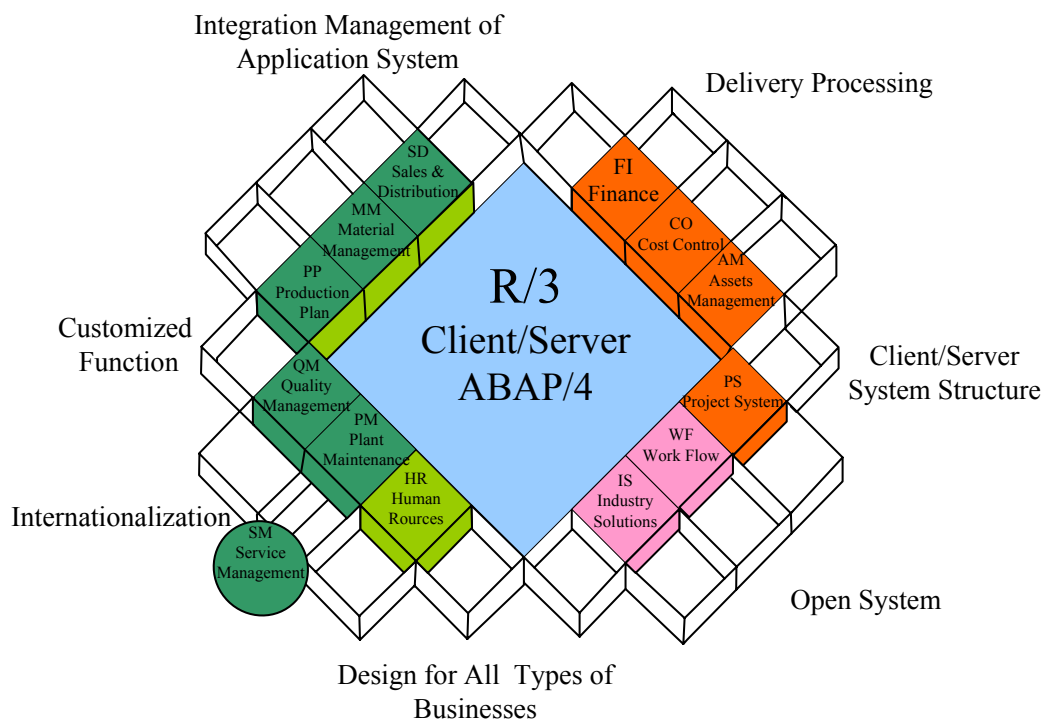 Integration Management of
Application System
Delivery Processing
SD
Sales &
Distribution
MM
Material
Management
PP
Production
Plan
FI
Finance
CO
Cost Control
AM
Assets
Management
R/3
Client/Server
ABAP/4
Customized
Function
Client/Server
System Structure
QM
Quality
Management
PM
Plant
Maintenance
HR
Human
Rources
PS
Project System
WF
Work Flow
IS
Industry
Solutions
Internationalization
SM
Service
Management
Open System
Design for All Types of
Businesses